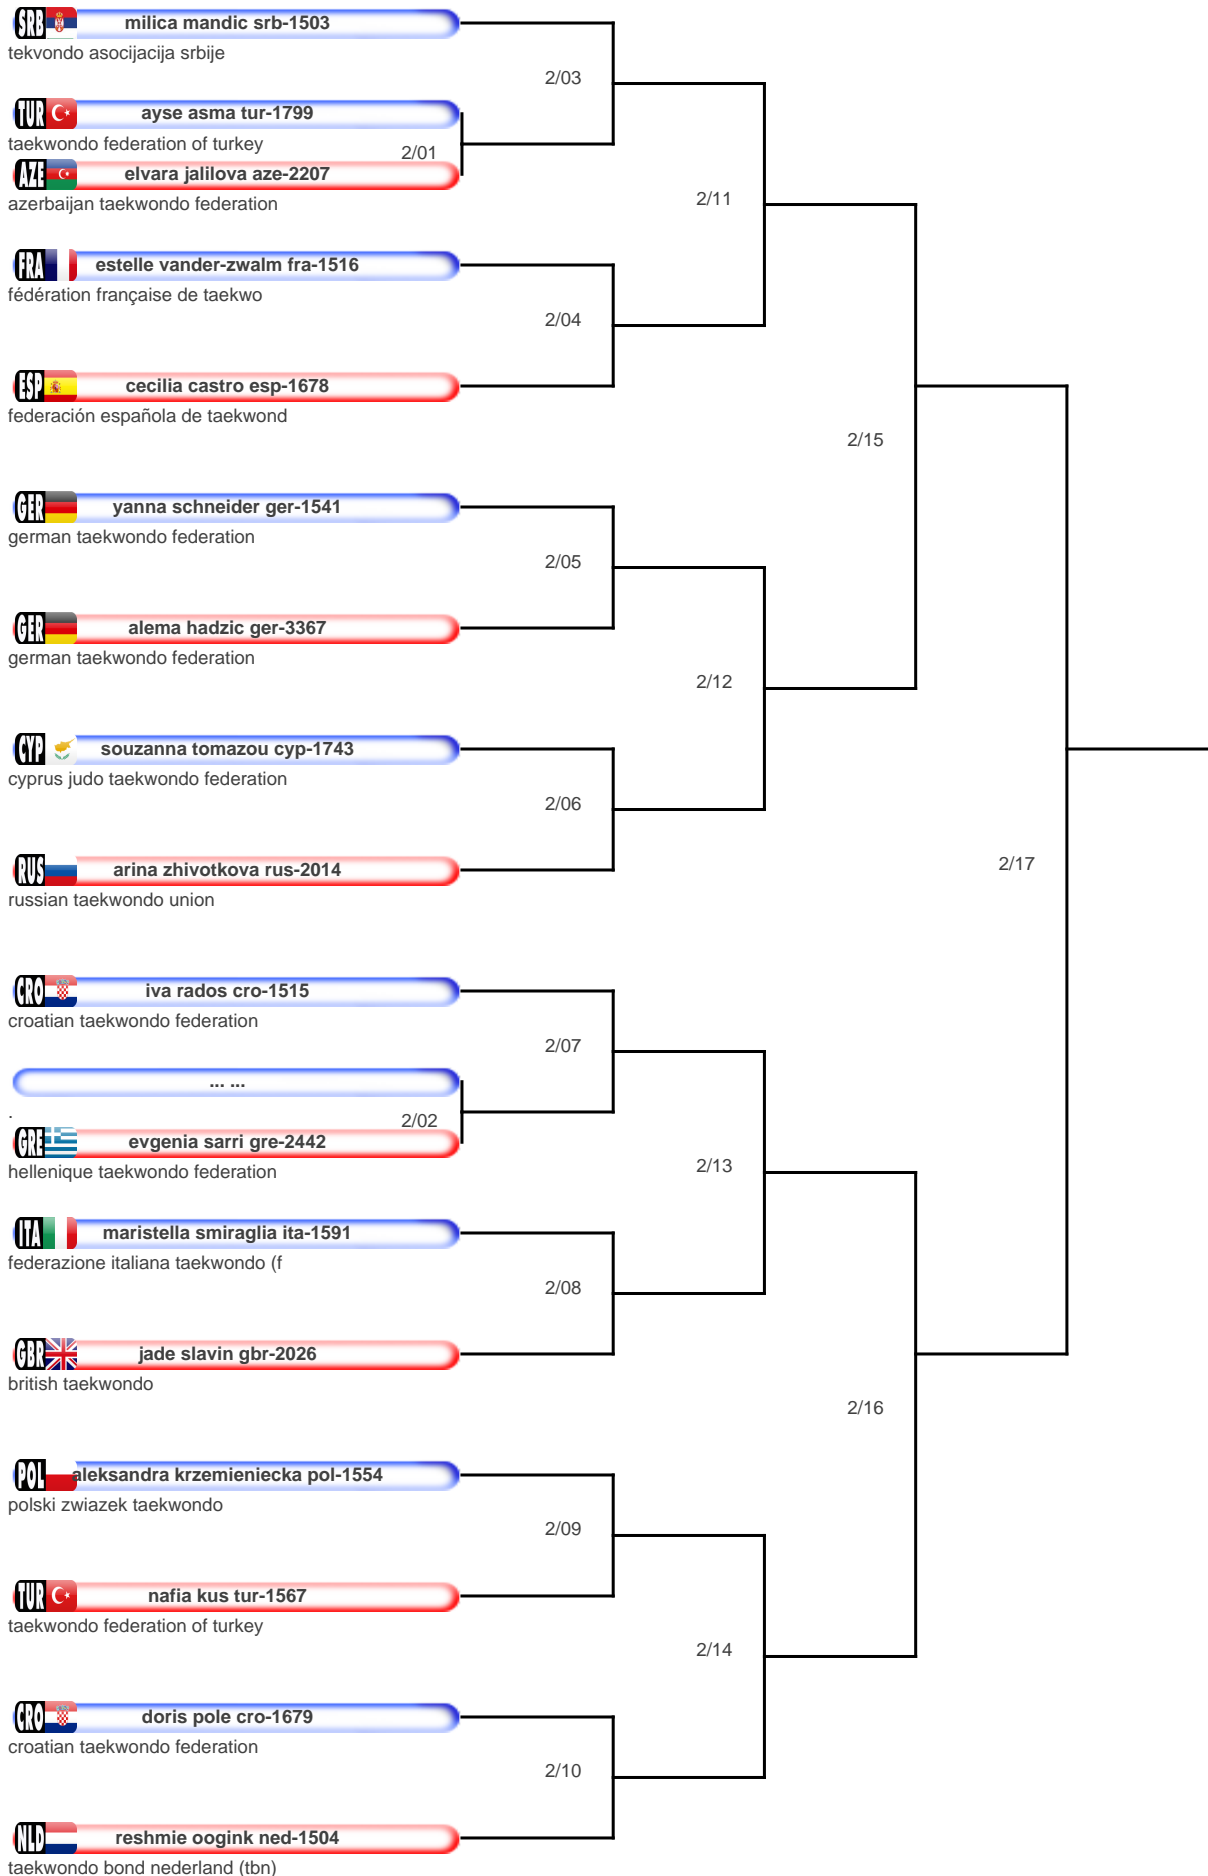 SRB milica mandic srb-1503
tekvondo asocijacija srbije
2/03
TUR ayse asma tur-1799
taekwondo federation of turkey
2/01
AZE elvara jalilova aze-2207
azerbaijan taekwondo federation
2/11
FRA estelle vander-zwalm fra-1516
fédération française de taekwo
2/04
ESP cecilia castro esp-1678
federación española de taekwond
2/15
GER yanna schneider ger-1541
german taekwondo federation
2/05
GER alema hadzic ger-3367
german taekwondo federation
2/12
CYP souzanna tomazou cyp-1743
cyprus judo taekwondo federation
2/06
RUS arina zhivotkova rus-2014
russian taekwondo union
2/17
CRO iva rados cro-1515
croatian taekwondo federation
2/07
... ...
.
2/02
GRE evgenia sarri gre-2442
hellenique taekwondo federation
2/13
ITA maristella smiraglia ita-1591
federazione italiana taekwondo (f
2/08
GBR jade slavin gbr-2026
british taekwondo
2/16
POL aleksandra krzemieniecka pol-1554
polski zwiazek taekwondo
2/09
TUR nafia kus tur-1567
taekwondo federation of turkey
2/14
CRO doris pole cro-1679
croatian taekwondo federation
2/10
NLD reshmie oogink ned-1504
taekwondo bond nederland (tbn)